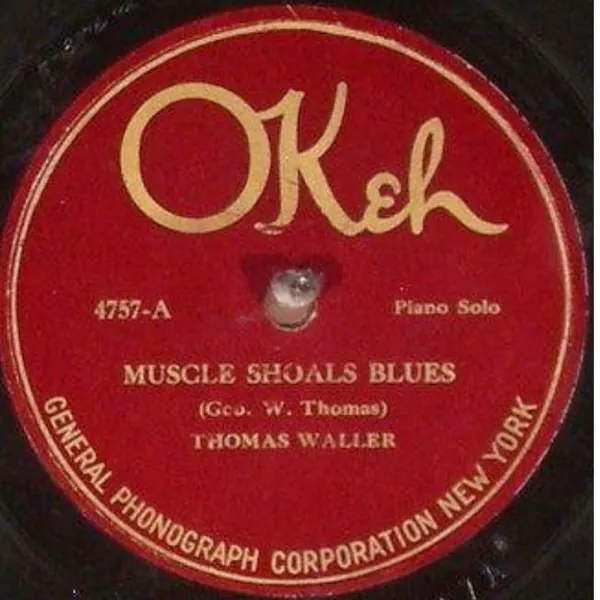 OKeh
4757-A
Piano Solo
MUSCLE SHOALS BLUES
(Geo. W. Thomas)
THOMAS WALLER
GENERAL PHONOGRAPH CORPORATION NEW YORK